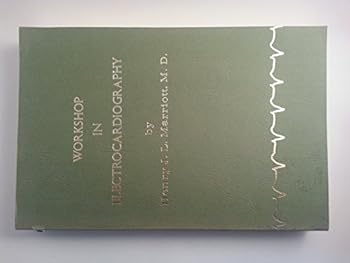 WORKSHOP
IN
ELECTROCARDIOGRAPHY
by
Henry J. L. Marriott, M. D.